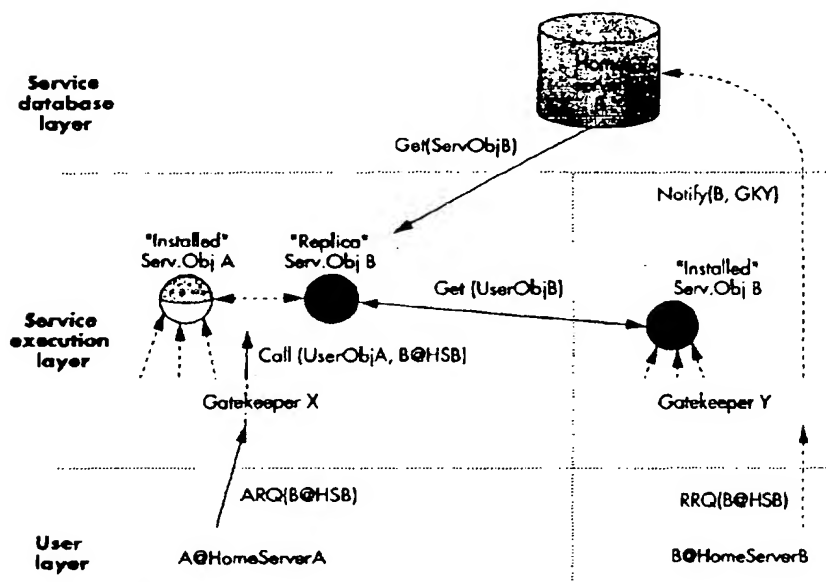 Home
Service
database
layer
Get(ServObjB)
Notify(B, GKY)
"Installed"
Serv.Obj A
"Replica"
Serv.Obj B
"Installed"
Serv.Obj B
Get (UserObjB)
Service
execution
layer
Call (UserObjA, B@HSB)
Gatekeeper X
Gatekeeper Y
ARQ(B@HSB)
RRQ(B@HSB)
User
layer
A@HomeServerA
B@HomeServerB